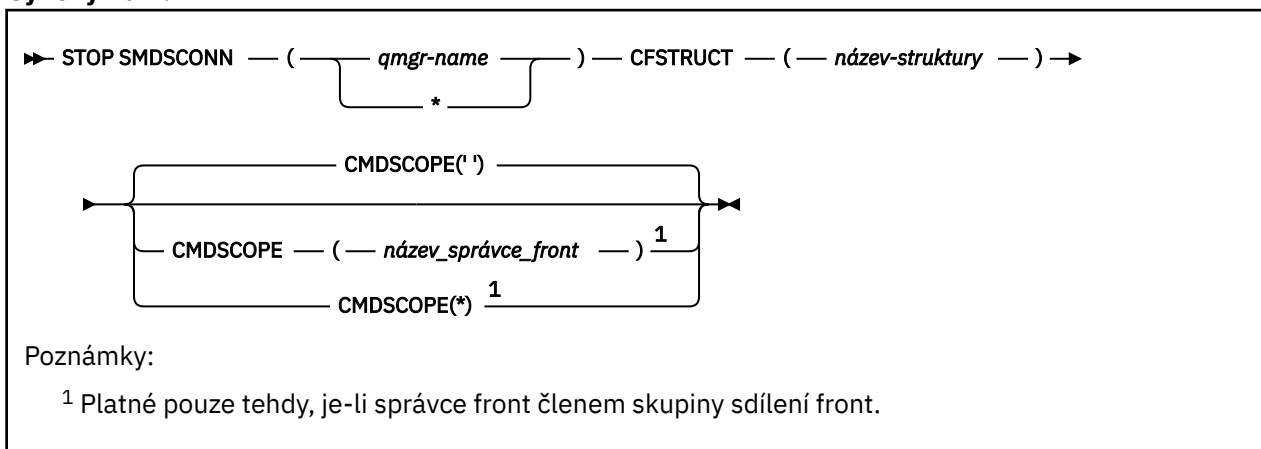 STOP SMDSCONN ( qmgr-name ) CFSTRUCT ( název-struktury )
*
CMDSCOPE(' ')
CMDSCOPE ( název_správce_front ) 1
CMDSCOPE(*) 1
Poznámky:
1 Platné pouze tehdy, je-li správce front členem skupiny sdílení front.